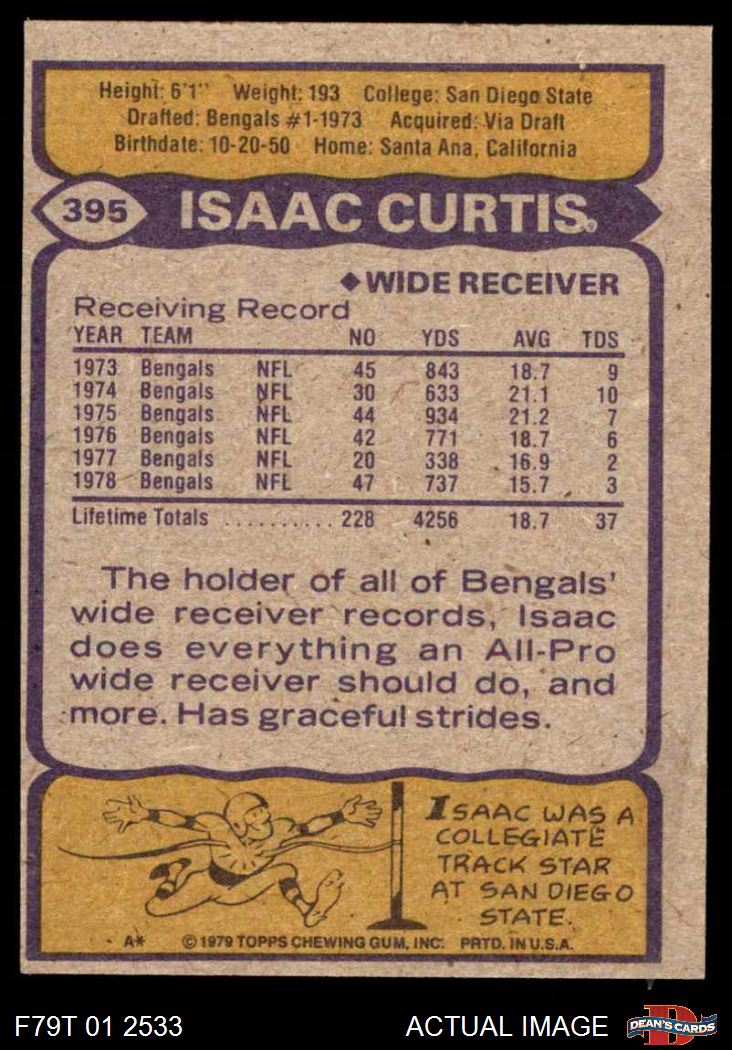 Height: 6'1" Weight: 193 College: San Diego State
Drafted: Bengals #1-1973 Acquired: Via Draft
Birthdate: 10-20-50 Home: Santa Ana, California
395 ISAAC CURTIS
◆WIDE RECEIVER
Receiving Record
YEAR TEAM NO YDS AVG TDS
1973 Bengals NFL 45 843 18.7 9
1974 Bengals NFL 30 633 21.1 10
1975 Bengals NFL 44 934 21.2 7
1976 Bengals NFL 42 771 18.7 6
1977 Bengals NFL 20 338 16.9 2
1978 Bengals NFL 47 737 15.7 3
Lifetime Totals .......... 228 4256 18.7 37
The holder of all of Bengals'
wide receiver records, Isaac
does everything an All-Pro
wide receiver should do, and
more. Has graceful strides.
ISAAC WAS A
COLLEGIATE
TRACK STAR
AT SAN DIEGO
STATE.
A* © 1979 TOPPS CHEWING GUM, INC. PRTD. IN U.S.A.
F79T 01 2533 ACTUAL IMAGE DEAN'S CARDS